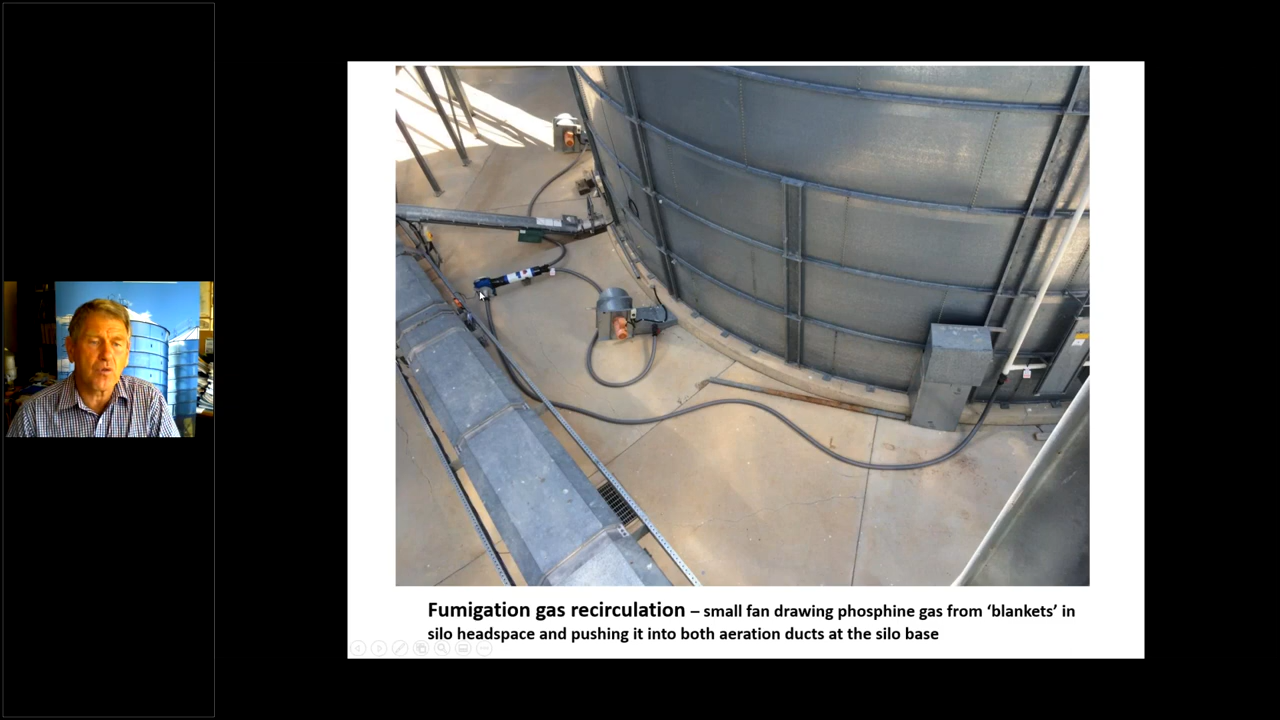 Fumigation gas recirculation – small fan drawing phosphine gas from ‘blankets’ in
silo headspace and pushing it into both aeration ducts at the silo base